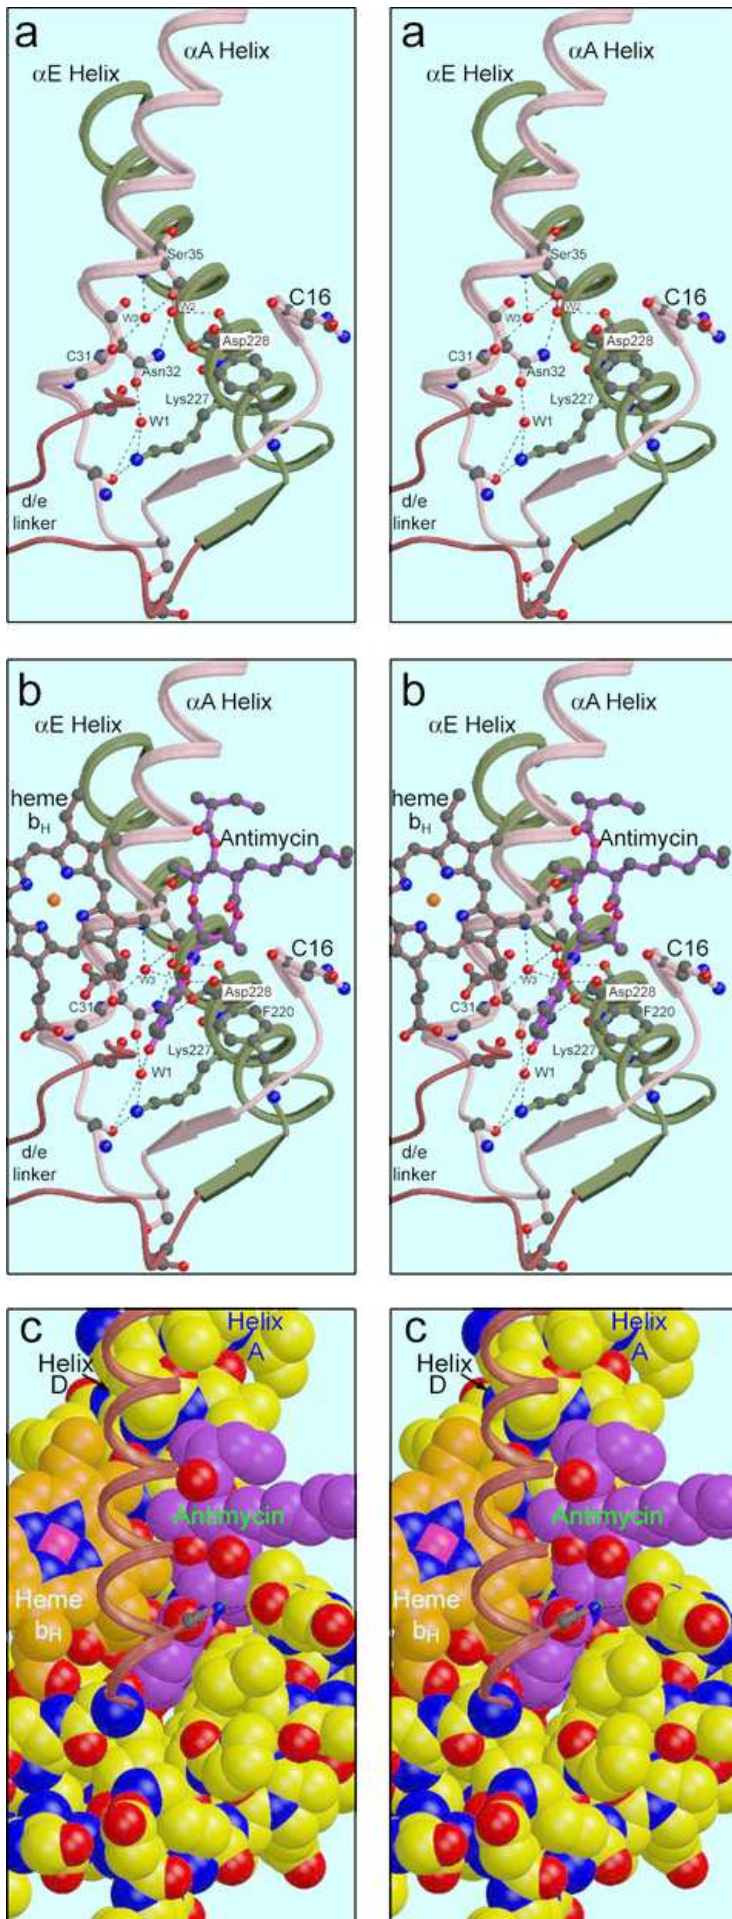 a
αA Helix
αE Helix
Ser35
C16
W2
W3
Asp228
C31
Asn32
Lys227
W1
d/e
linker
a
αA Helix
αE Helix
Ser35
C16
W2
W3
Asp228
C31
Asn32
Lys227
W1
d/e
linker
b
αA Helix
αE Helix
heme
bH
Antimycin
C16
W3
Asp228
C31
F220
Lys227
W1
d/e
linker
b
αA Helix
αE Helix
heme
bH
Antimycin
C16
W3
Asp228
C31
F220
Lys227
W1
d/e
linker
c
Helix
A
Helix
D
Antimycin
Heme
bH
c
Helix
A
Helix
D
Antimycin
Heme
bH